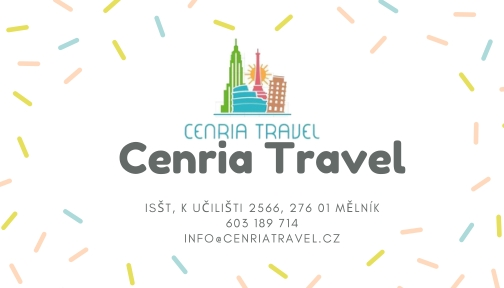 CENRIA TRAVEL
Cenria Travel
ISŠT, K UČILIŠTI 2566, 276 01 MĚLNÍK
603 189 714
INFO@CENRIATRAVEL.CZ